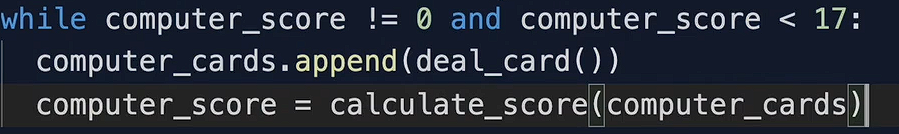 while computer_score != 0 and computer_score < 17:
  computer_cards.append(deal_card())
  computer_score = calculate_score(computer_cards)